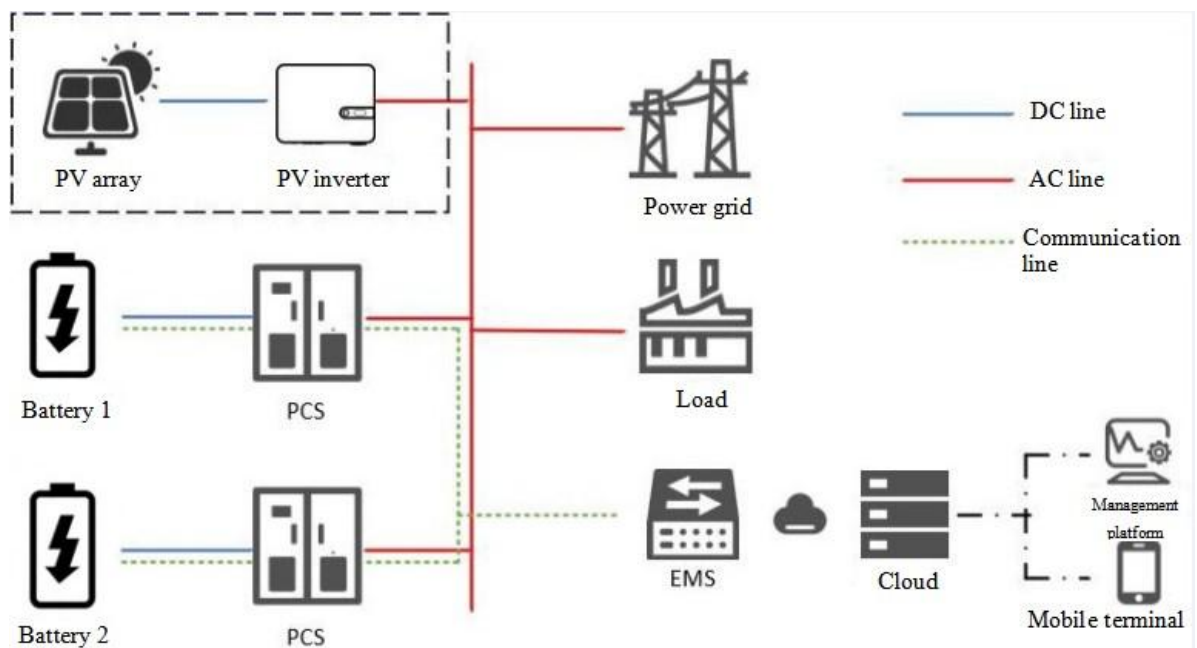 PV array
PV inverter
Power grid
DC line
AC line
Communication
line
Battery 1
PCS
Load
Battery 2
PCS
EMS
Cloud
Management
platform
Mobile terminal